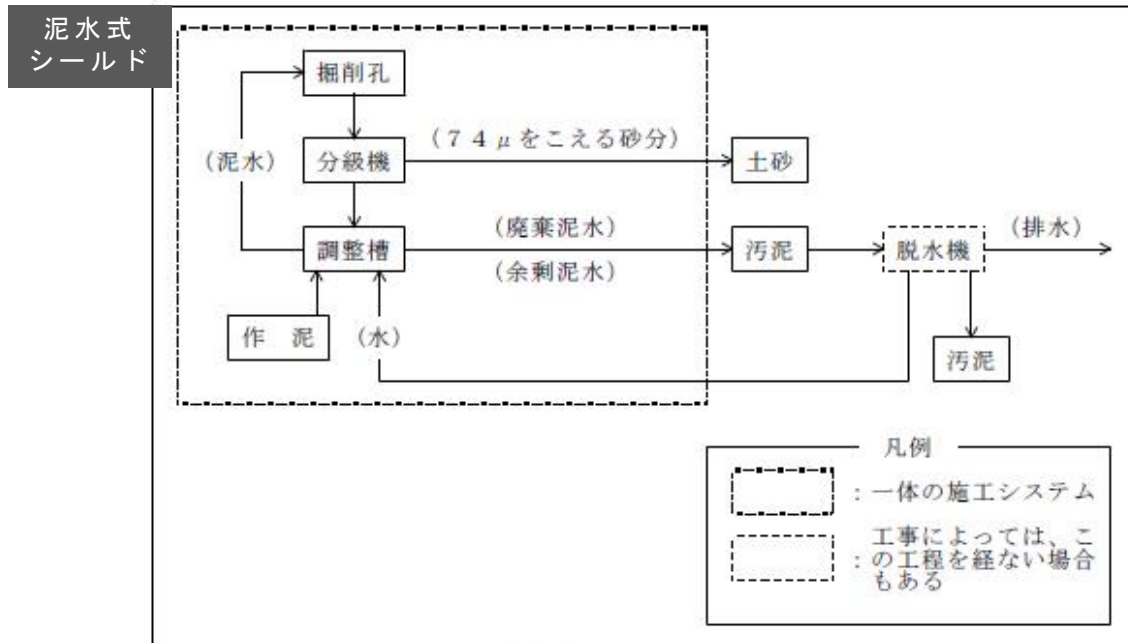 泥水式
シールド
掘削孔
(74μをこえる砂分)
(泥水)
分級機
土砂
(廃棄泥水)
(排水)
調整槽
汚泥
脱水機
(余剰泥水)
作 泥
(水)
汚泥
凡例
:一体の施工システム
工事によっては、こ
:の工程を経ない場合
もある